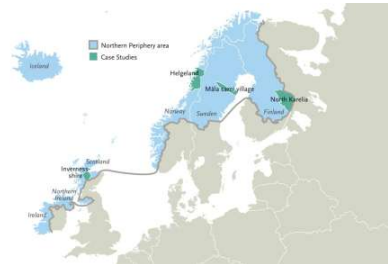 Northern Periphery area
Case Studies
Iceland
Helgeland
Mäla Sami village
North Karelia
Norway
Sweden
Finland
Scotland
Inverness-
shire
Northern
Ireland
Ireland